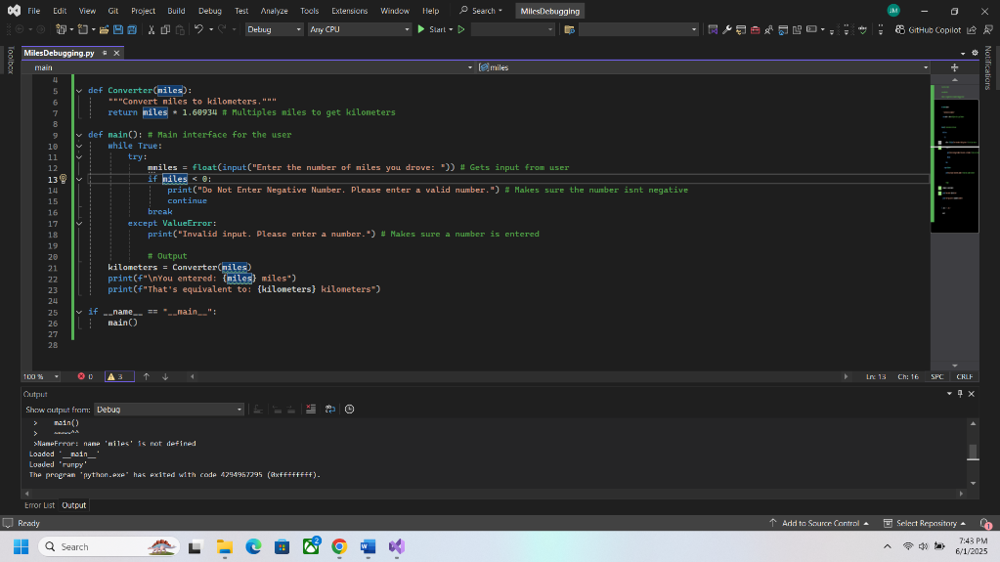 File Edit View Git Project Build Debug Test Analyze Tools Extensions Window Help Search MilesDebugging JM
Debug Any CPU Start GitHub Copilot
Toolbox
Notifications
MilesDebugging.py
main miles
4
5 def Converter(miles):
6 """Convert miles to kilometers."""
7 return miles * 1.60934 # Multiples miles to get kilometers
8
9 def main(): # Main interface for the user
10 while True:
11 try:
12 mmiles = float(input("Enter the number of miles you drove: ")) # Gets input from user
13 if miles < 0:
14 print("Do Not Enter Negative Number. Please enter a valid number.") # Makes sure the number isnt negative
15 continue
16 break
17 except ValueError:
18 print("Invalid input. Please enter a number.") # Makes sure a number is entered
19
20 # Output
21 kilometers = Converter(miles)
22 print(f"\nYou entered: {miles} miles")
23 print(f"That's equivalent to: {kilometers} kilometers")
24
25 if __name__ == "__main__":
26 main()
27
28
100 % 0 3 Ln: 13 Ch: 16 SPC CRLF
Output
Show output from: Debug
> main()
> ~~~~^^
>NameError: name 'miles' is not defined
Loaded '__main__'
Loaded 'runpy'
The program 'python.exe' has exited with code 4294967295 (0xffffffff).
Error List Output
Ready Add to Source Control Select Repository 1
Search 2 7:43 PM
6/1/2025